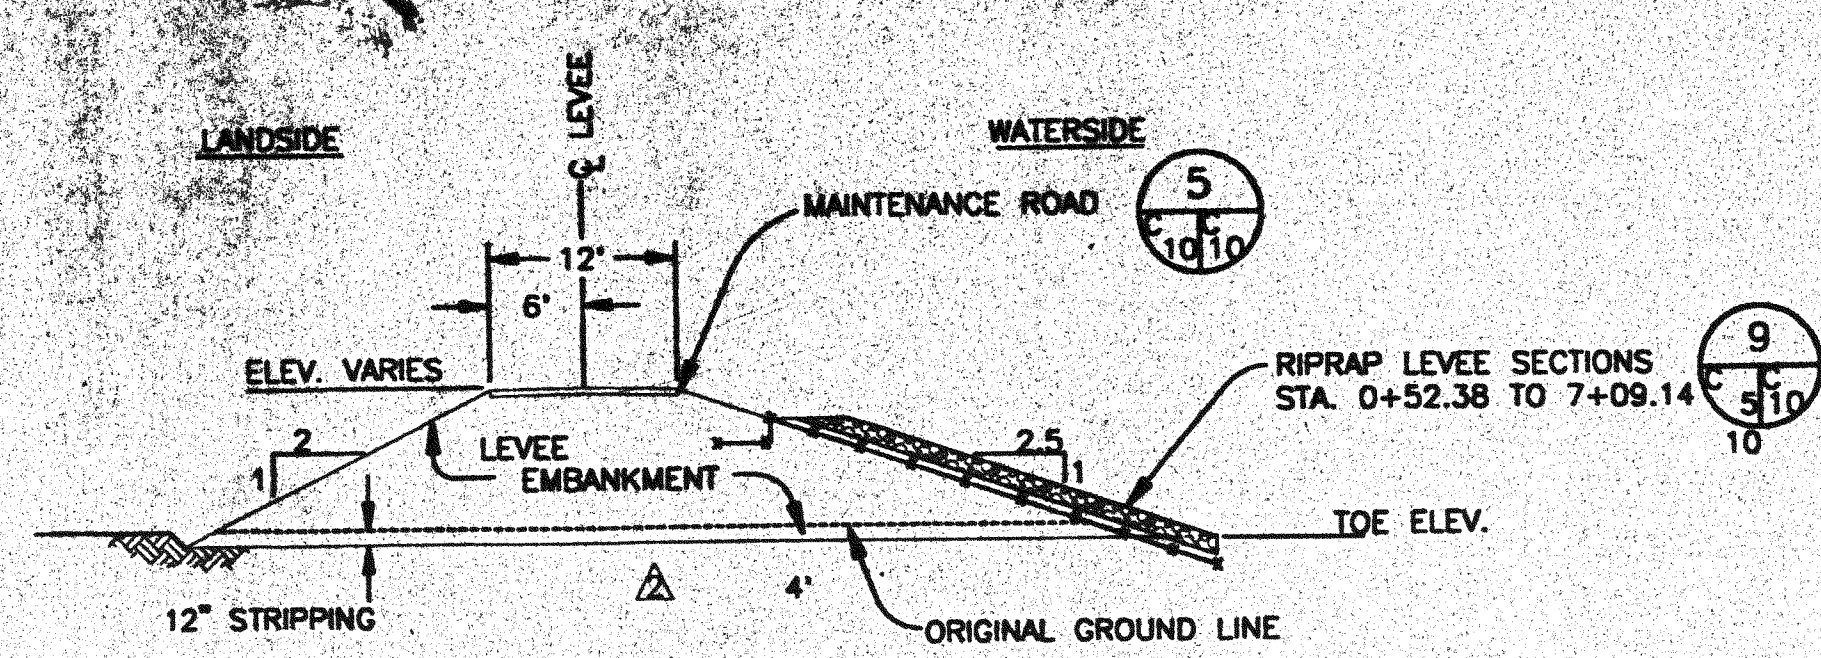 ℄ LEVEE
LANDSIDE
WATERSIDE
5
C C
10 10
MAINTENANCE ROAD
12'
6'
ELEV. VARIES
9
C C
5 10
10
RIPRAP LEVEE SECTIONS
STA. 0+52.38 TO 7+09.14
2
1
LEVEE
EMBANKMENT
2.5
1
TOE ELEV.
12" STRIPPING
2
4'
ORIGINAL GROUND LINE